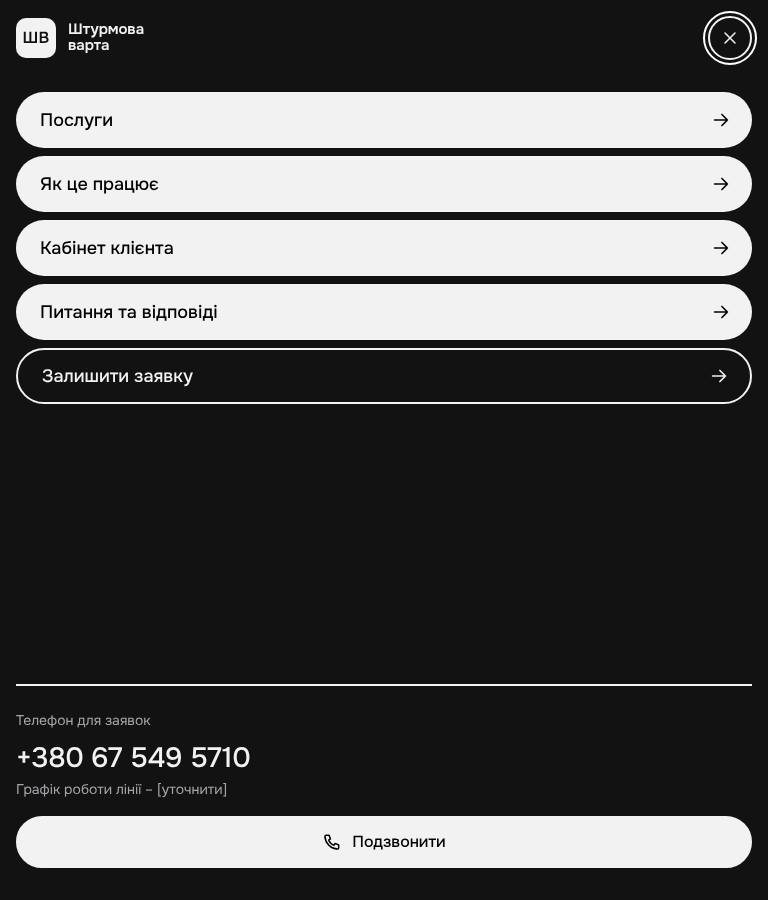 ШВ
Штурмова
варта
Послуги
Як це працює
Кабінет клієнта
Питання та відповіді
Залишити заявку
Телефон для заявок
+380 67 549 5710
Графік роботи лінії – [уточнити]
Подзвонити